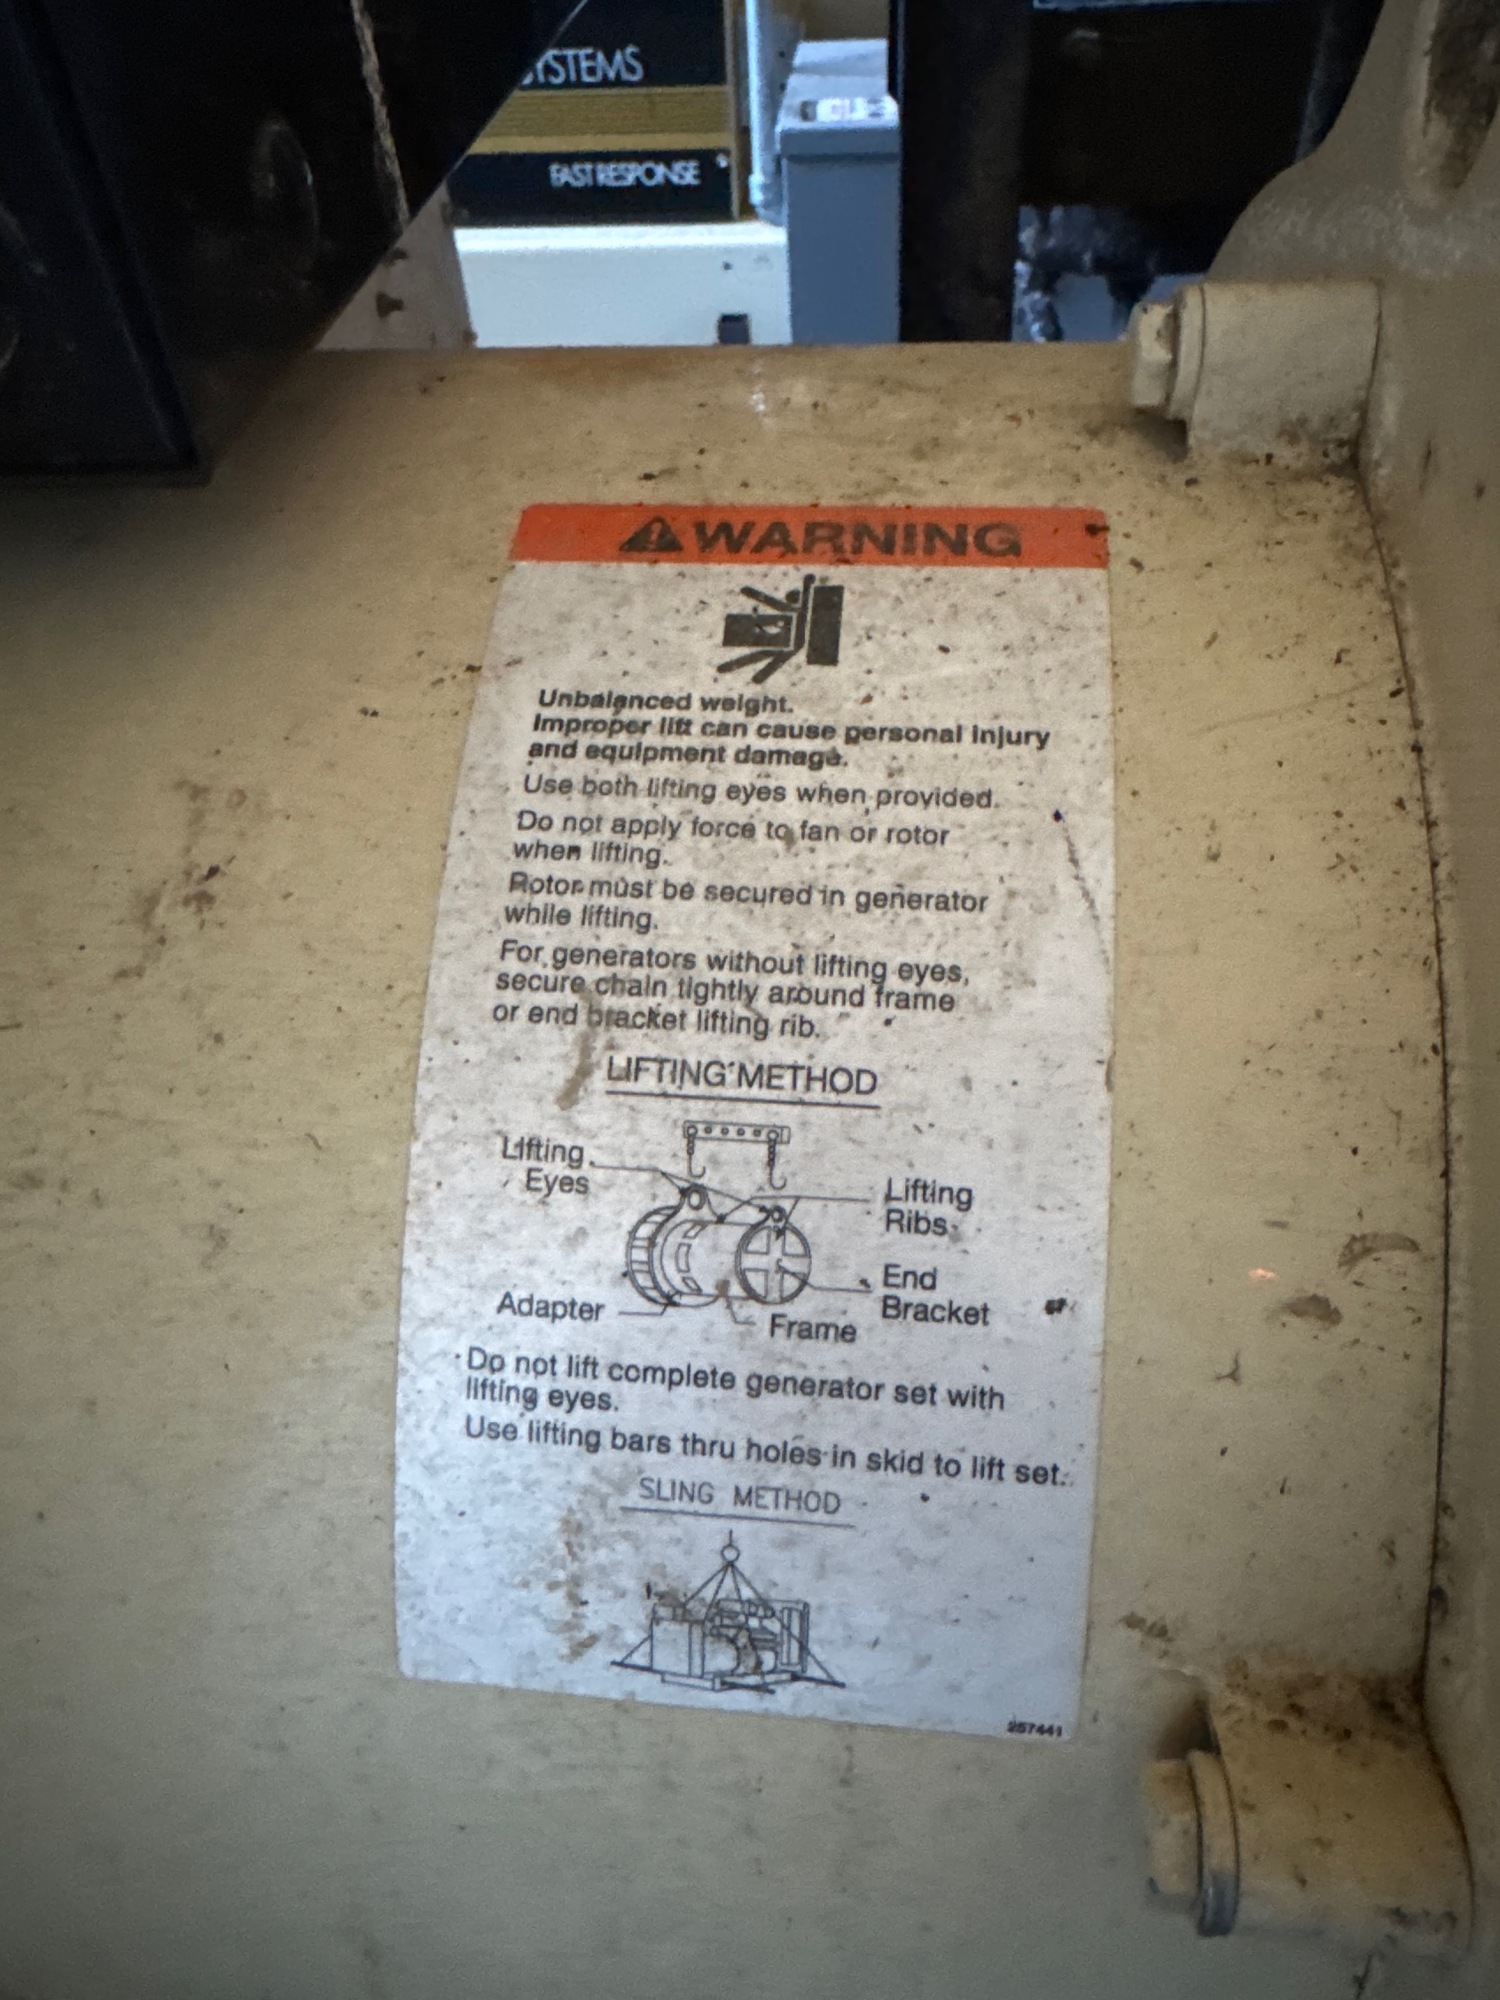 YSTEMS
FAST RESPONSE
WARNING
Unbalanced weight.
Improper lift can cause personal injury
and equipment damage.
Use both lifting eyes when provided.
Do not apply force to fan or rotor
when lifting.
Rotor must be secured in generator
while lifting.
For generators without lifting eyes,
secure chain tightly around frame
or end bracket lifting rib.
LIFTING METHOD
Lifting
Eyes
Lifting
Ribs
End
Bracket
Adapter
Frame
Do not lift complete generator set with
lifting eyes.
Use lifting bars thru holes in skid to lift set.
SLING METHOD
257441